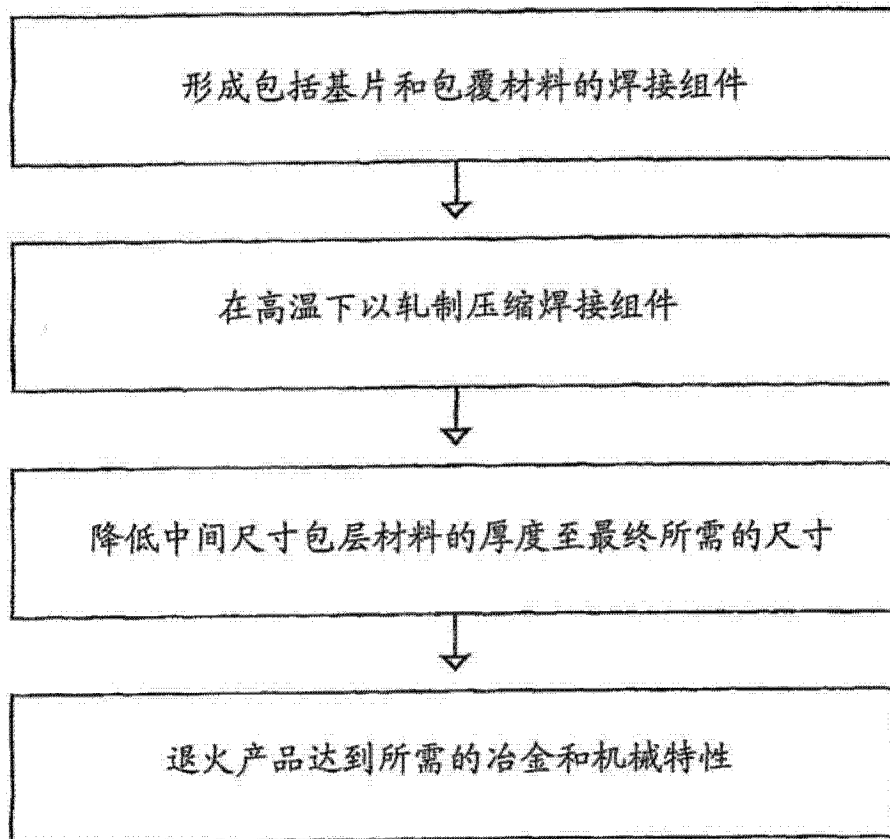 形成包括基片和包覆材料的焊接组件
在高温下以轧制压缩焊接组件
降低中间尺寸包层材料的厚度至最终所需的尺寸
退火产品达到所需的冶金和机械特性